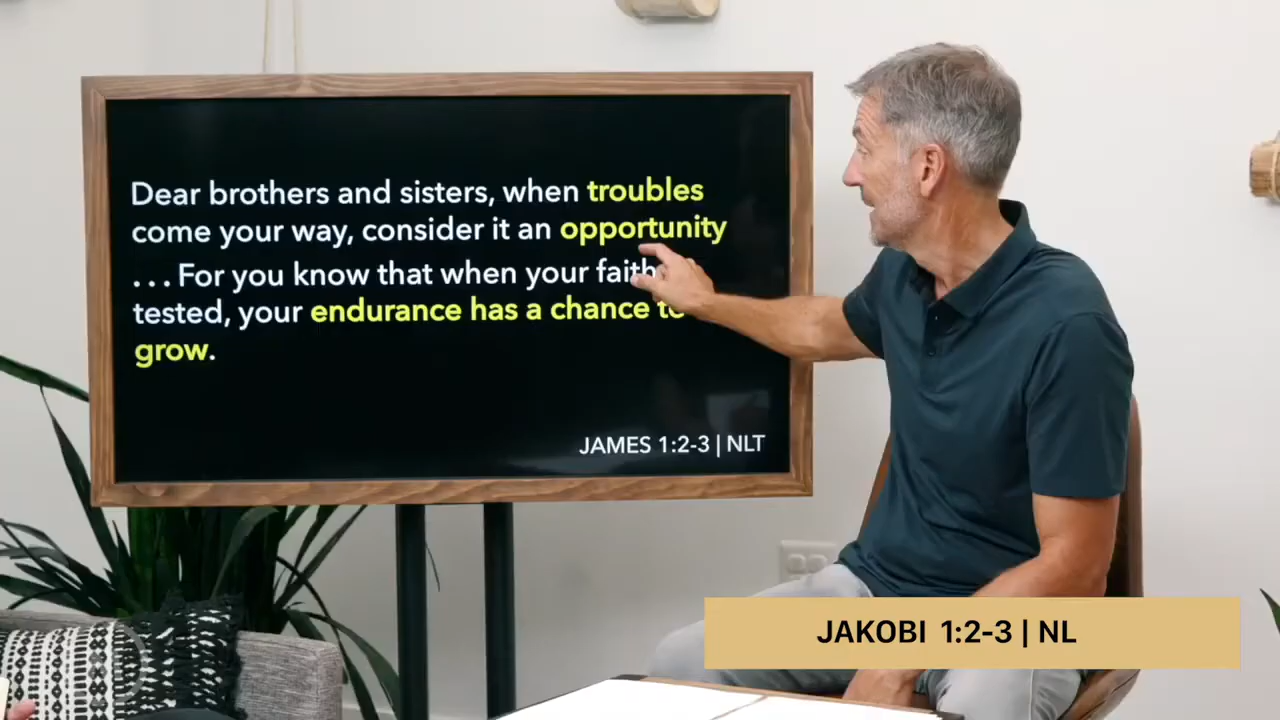 Dear brothers and sisters, when troubles
come your way, consider it an opportunity
... For you know that when your faith
tested, your endurance has a chance to
grow.
JAMES 1:2-3 | NLT
JAKOBI 1:2-3 | NL